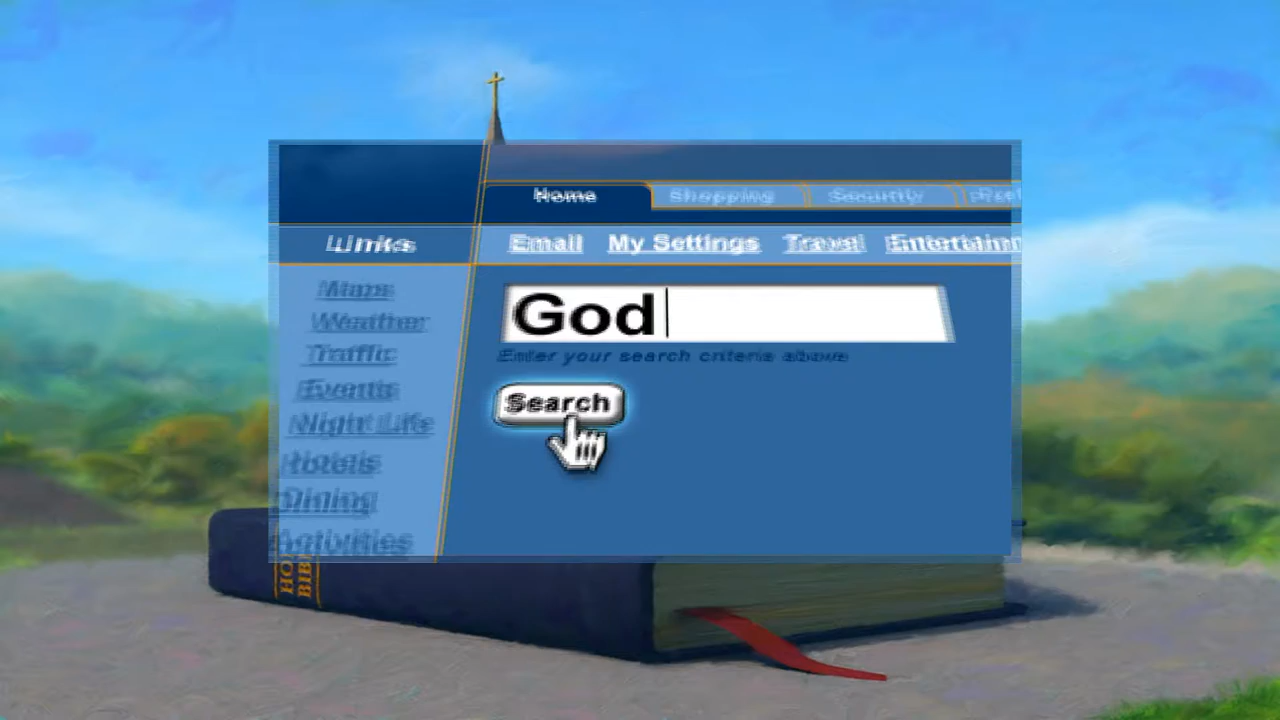 Home Shopping Security
Links Email My Settings Travel
Maps
Weather
Traffic
Events
Night Life
Hotels
Dining
Activities
God
Enter your search criteria above
Search